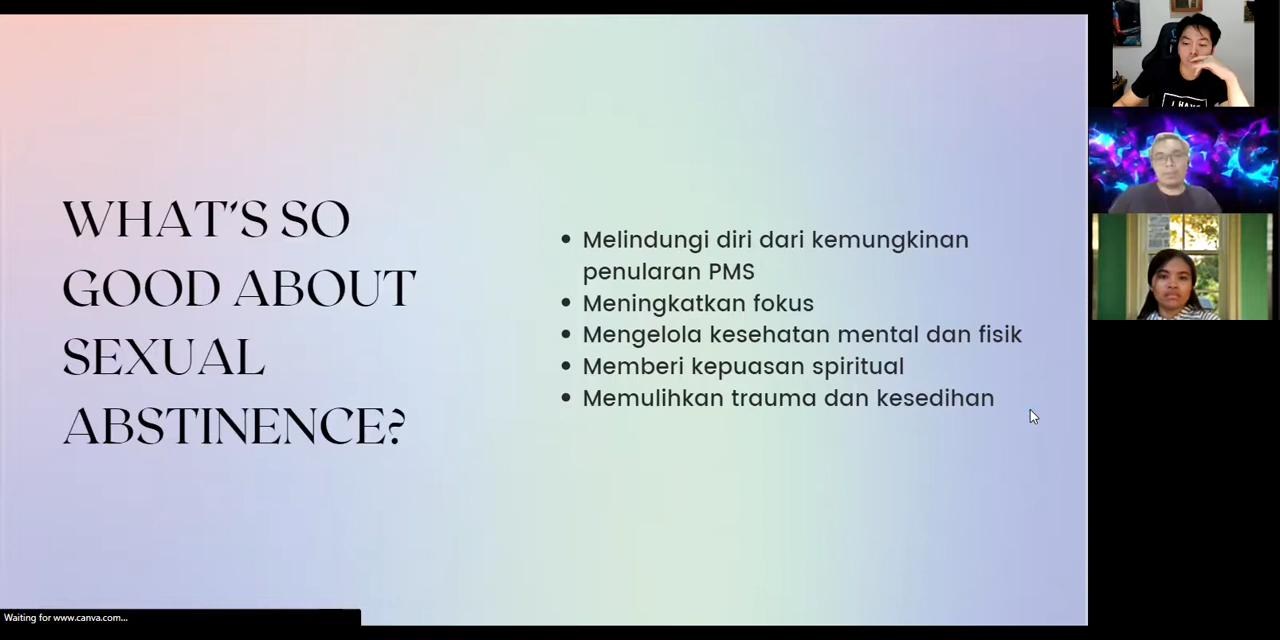 WHAT'S SO
GOOD ABOUT
SEXUAL
ABSTINENCE?
• Melindungi diri dari kemungkinan
penularan PMS
• Meningkatkan fokus
• Mengelola kesehatan mental dan fisik
• Memberi kepuasan spiritual
• Memulihkan trauma dan kesedihan
Waiting for www.canva.com...
I HAVE